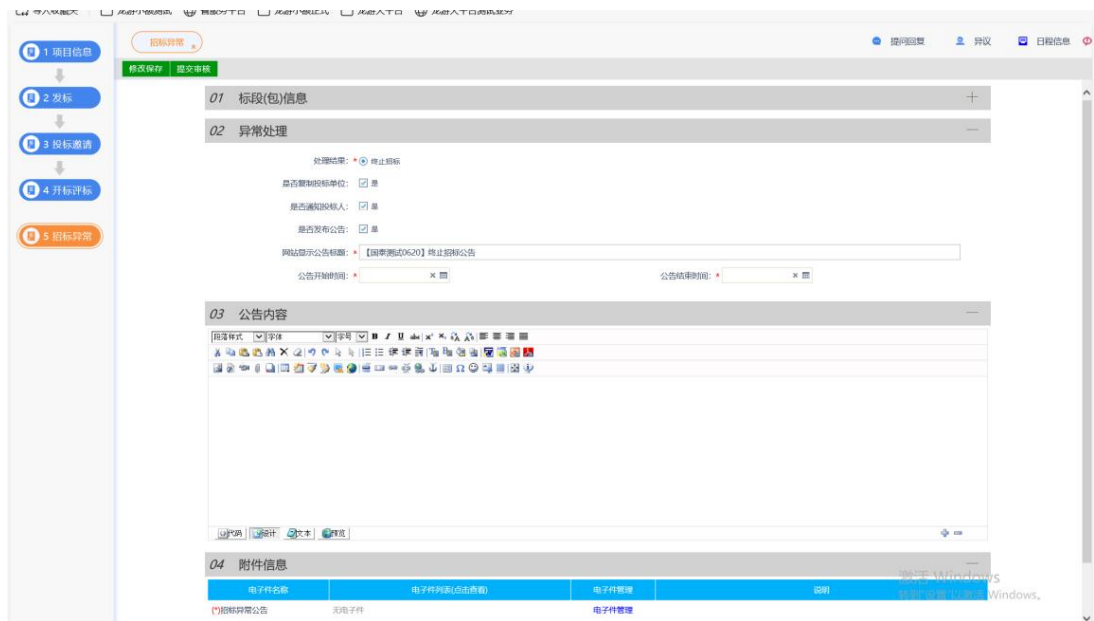 招标异常
提问回复 异议 日程信息
修改保存 提交审核
1 项目信息
2 发标
3 投标邀请
4 开标评标
5 招标异常
01 标段(包)信息
02 异常处理
处理结果: * 终止招标
是否复制投标单位: 是
是否通知投标人: 是
是否发布公告: 是
网站显示公告标题: * 【国泰测试0620】终止招标公告
公告开始时间: * 公告结束时间: *
03 公告内容
段落样式 字体 字号
代码 设计 文本 预览
04 附件信息
电子件名称 电子件列表(点击查看) 电子件管理 说明
(*)招标异常公告 无电子件 电子件管理
激活 Windows
转到"设置"以激活 Windows。